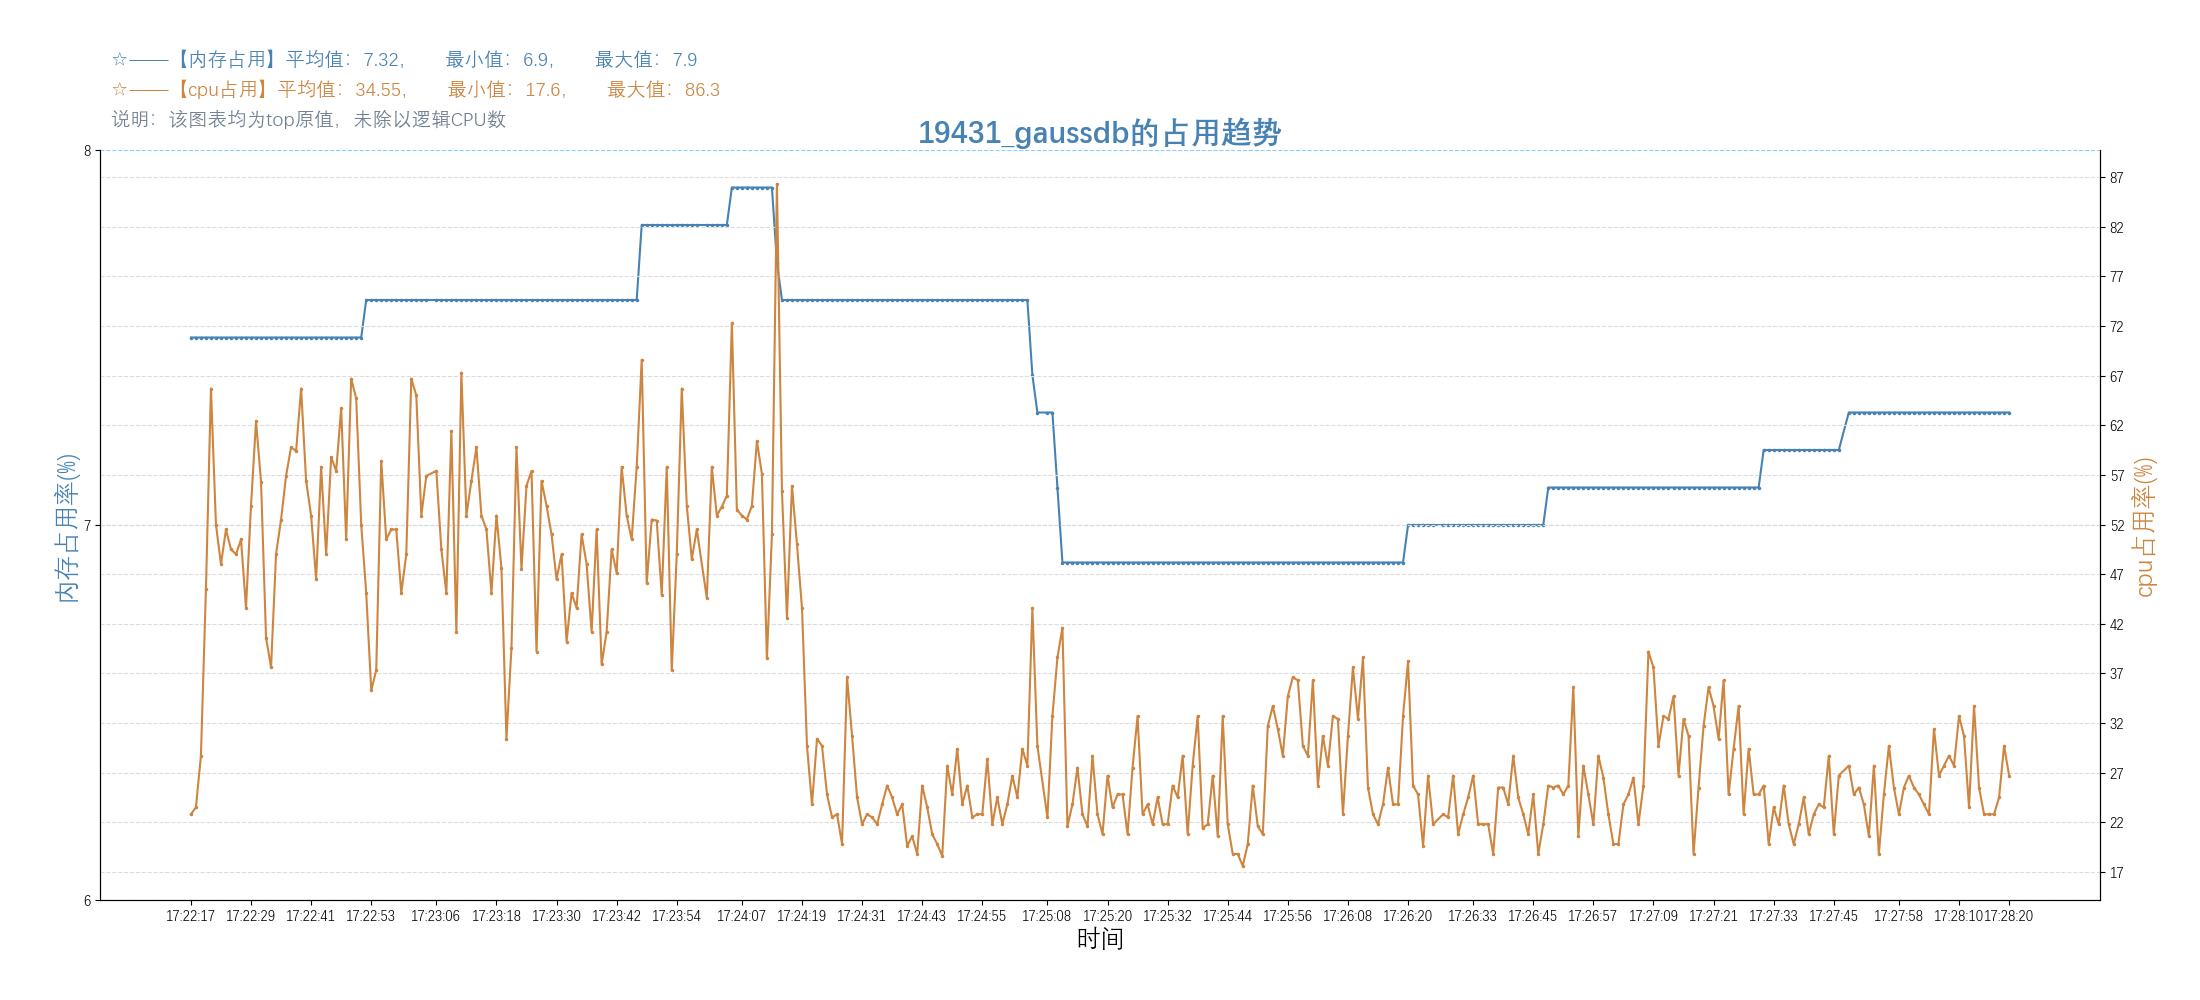 ☆——【内存占用】平均值：7.32， 最小值：6.9， 最大值：7.9
☆——【cpu占用】平均值：34.55， 最小值：17.6， 最大值：86.3
说明：该图表均为top原值，未除以逻辑CPU数
19431_gaussdb的占用趋势
8
7
6
内存占用率(%)
87
82
77
72
67
62
57
52
47
42
37
32
27
22
17
cpu占用率(%)
17:22:17 17:22:29 17:22:41 17:22:53 17:23:06 17:23:18 17:23:30 17:23:42 17:23:54 17:24:07 17:24:19 17:24:31 17:24:43 17:24:55 17:25:08 17:25:20 17:25:32 17:25:44 17:25:56 17:26:08 17:26:20 17:26:33 17:26:45 17:26:57 17:27:09 17:27:21 17:27:33 17:27:45 17:27:58 17:28:10 17:28:20
时间